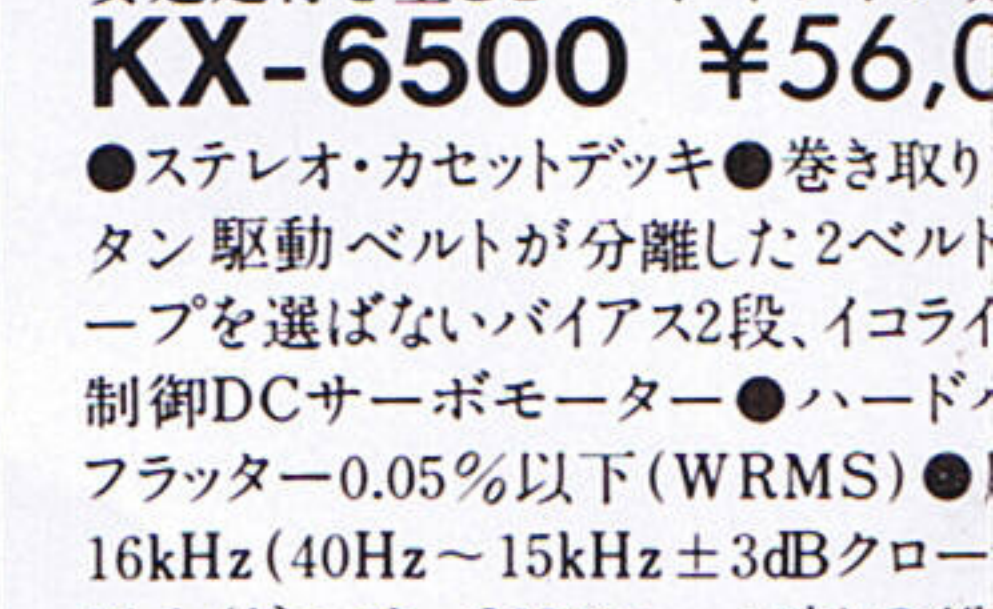 KX-6500 ¥56,0
●ステレオ・カセットデッキ●巻き取り
タン駆動ベルトが分離した2ベルト
ープを選ばないバイアス2段、イコライ
制御DCサーボモーター●ハードパ
フラッター0.05%以下(WRMS)●
16kHz(40Hz~15kHz±3dBクロー